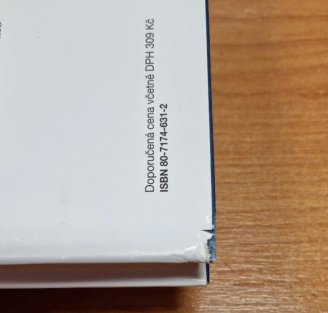 Doporučená cena včetně DPH 309 Kč
ISBN 80-7174-631-2